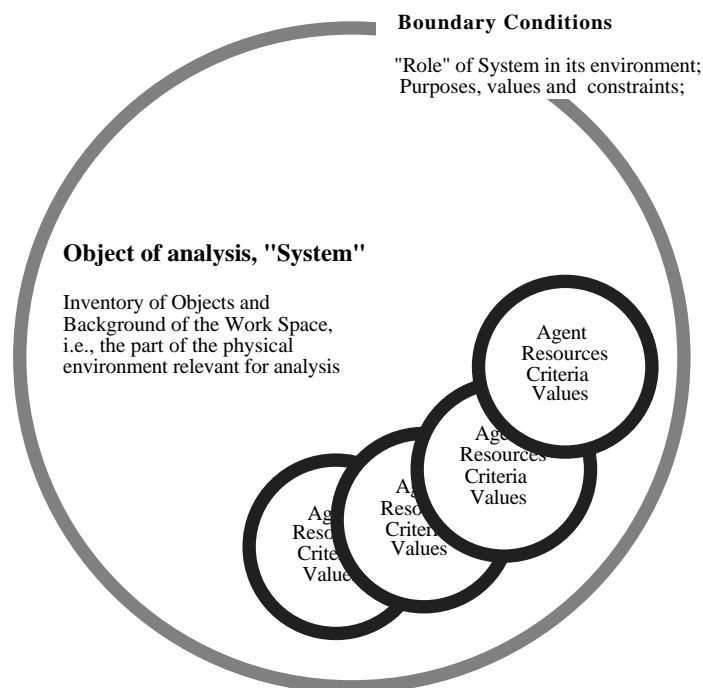 Boundary Conditions
"Role" of System in its environment;
Purposes, values and constraints;
Object of analysis, "System"
Inventory of Objects and
Background of the Work Space,
i.e., the part of the physical
environment relevant for analysis
Agent
Resources
Criteria
Values
Resources
Criteria
Values
Values